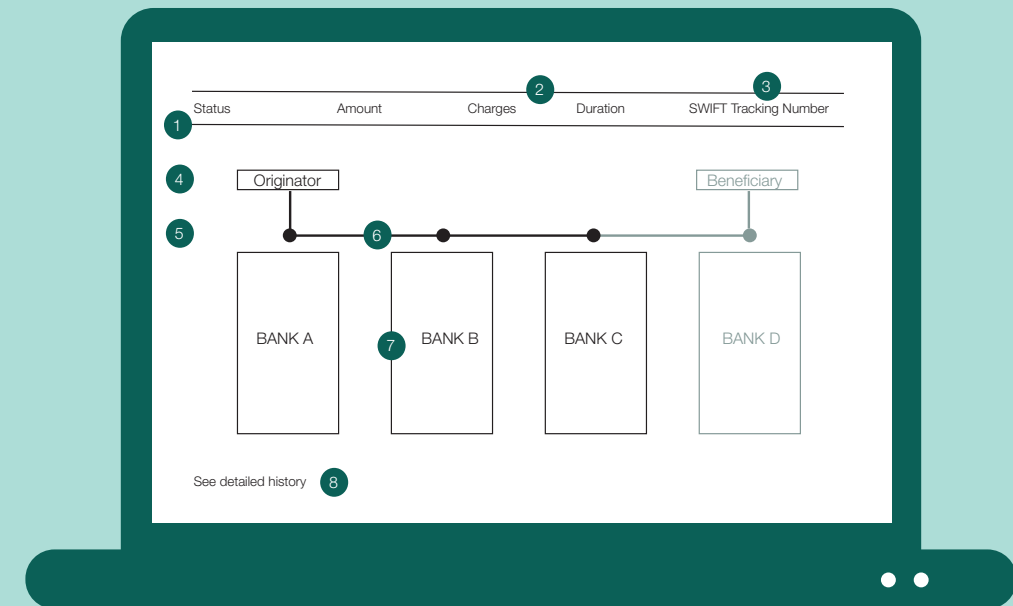 2 3
Status Amount Charges Duration SWIFT Tracking Number
1
4 Originator Beneficiary
5 6
7 BANK A BANK B BANK C BANK D
See detailed history 8